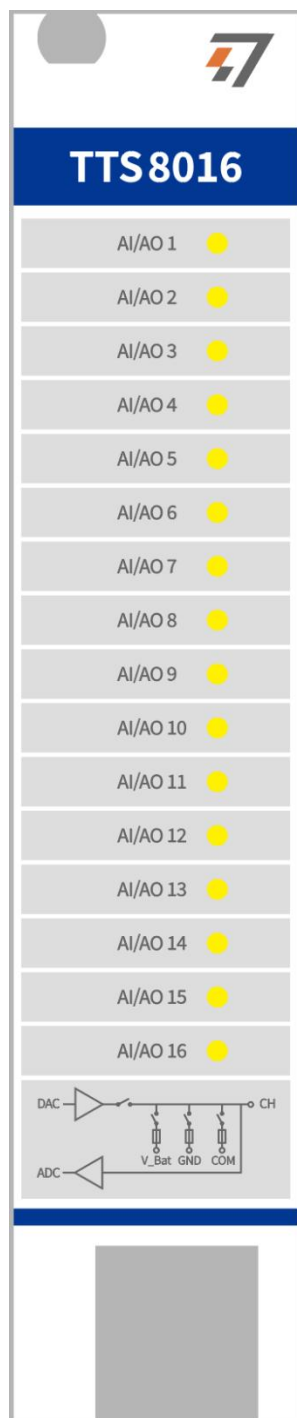 TTS 8016
AI/AO 1
AI/AO 2
AI/AO 3
AI/AO 4
AI/AO 5
AI/AO 6
AI/AO 7
AI/AO 8
AI/AO 9
AI/AO 10
AI/AO 11
AI/AO 12
AI/AO 13
AI/AO 14
AI/AO 15
AI/AO 16
DAC CH
V_Bat GND COM
ADC